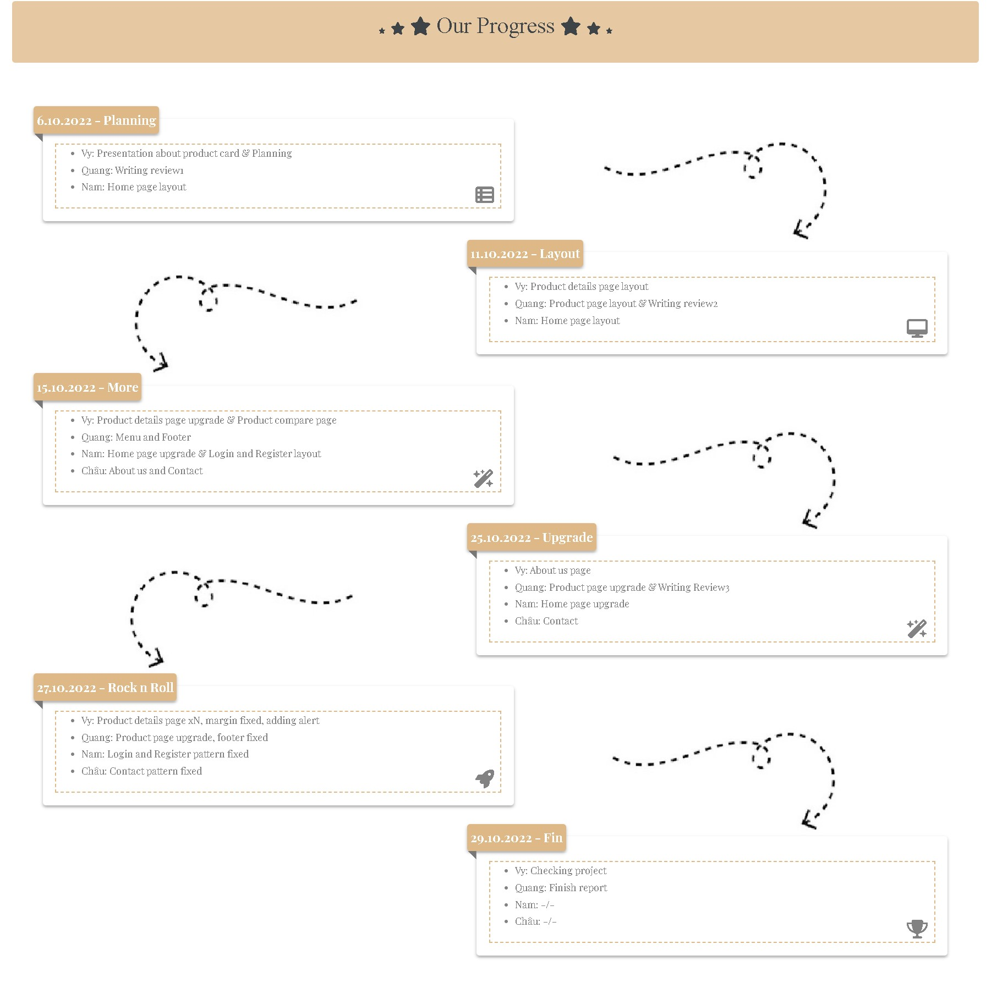 Our Progress
6.10.2022 - Planning
Vy: Presentation about product card & Planning
Quang: Writing review1
Nam: Home page layout
11.10.2022 - Layout
Vy: Product details page layout
Quang: Product page layout & Writing review2
Nam: Home page layout
15.10.2022 - More
Vy: Product details page upgrade & Product compare page
Quang: Menu and Footer
Nam: Home page upgrade & Login and Register layout
Châu: About us and Contact
25.10.2022 - Upgrade
Vy: About us page
Quang: Product page upgrade & Writing Review3
Nam: Home page upgrade
Châu: Contact
27.10.2022 - Rock n Roll
Vy: Product details page xN, margin fixed, adding alert
Quang: Product page upgrade, footer fixed
Nam: Login and Register pattern fixed
Châu: Contact pattern fixed
29.10.2022 - Fin
Vy: Checking project
Quang: Finish report
Nam: -/-
Châu: -/-